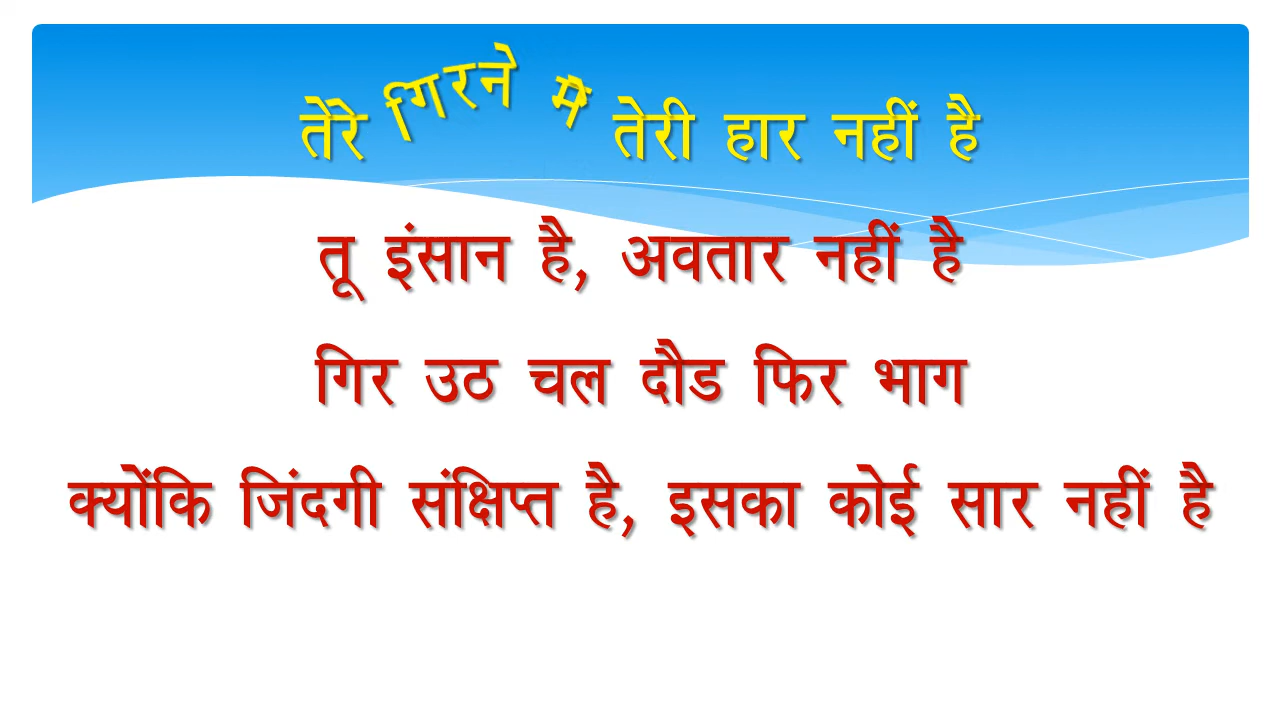 तेरे गिरने में तेरी हार नहीं है
तू इंसान है, अवतार नहीं है
गिर उठ चल दौड फिर भाग
क्योंकि जिंदगी संक्षिप्त है, इसका कोई सार नहीं है